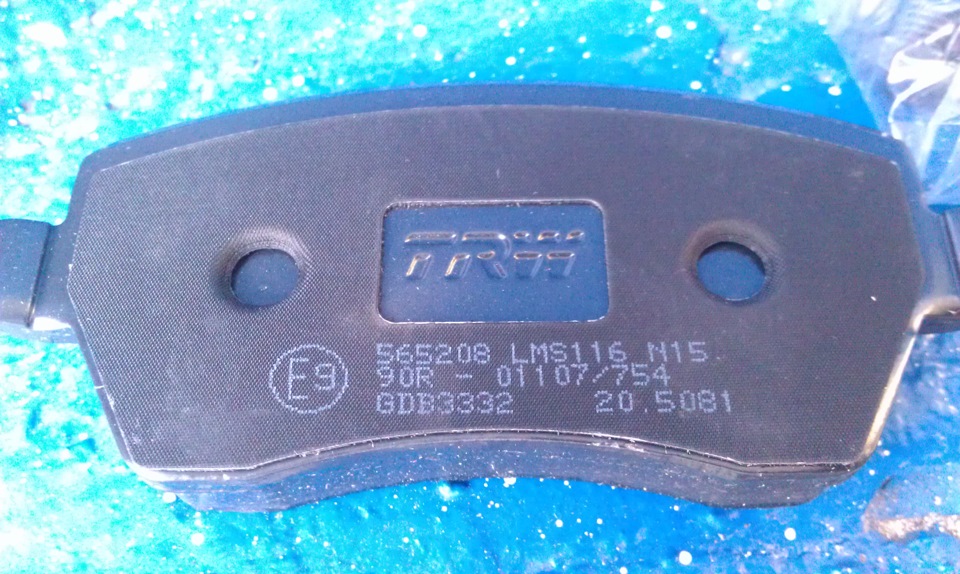 TRW
565208 LMS116 N15
E9 90R - 01107/754
GDB3332 20.5081